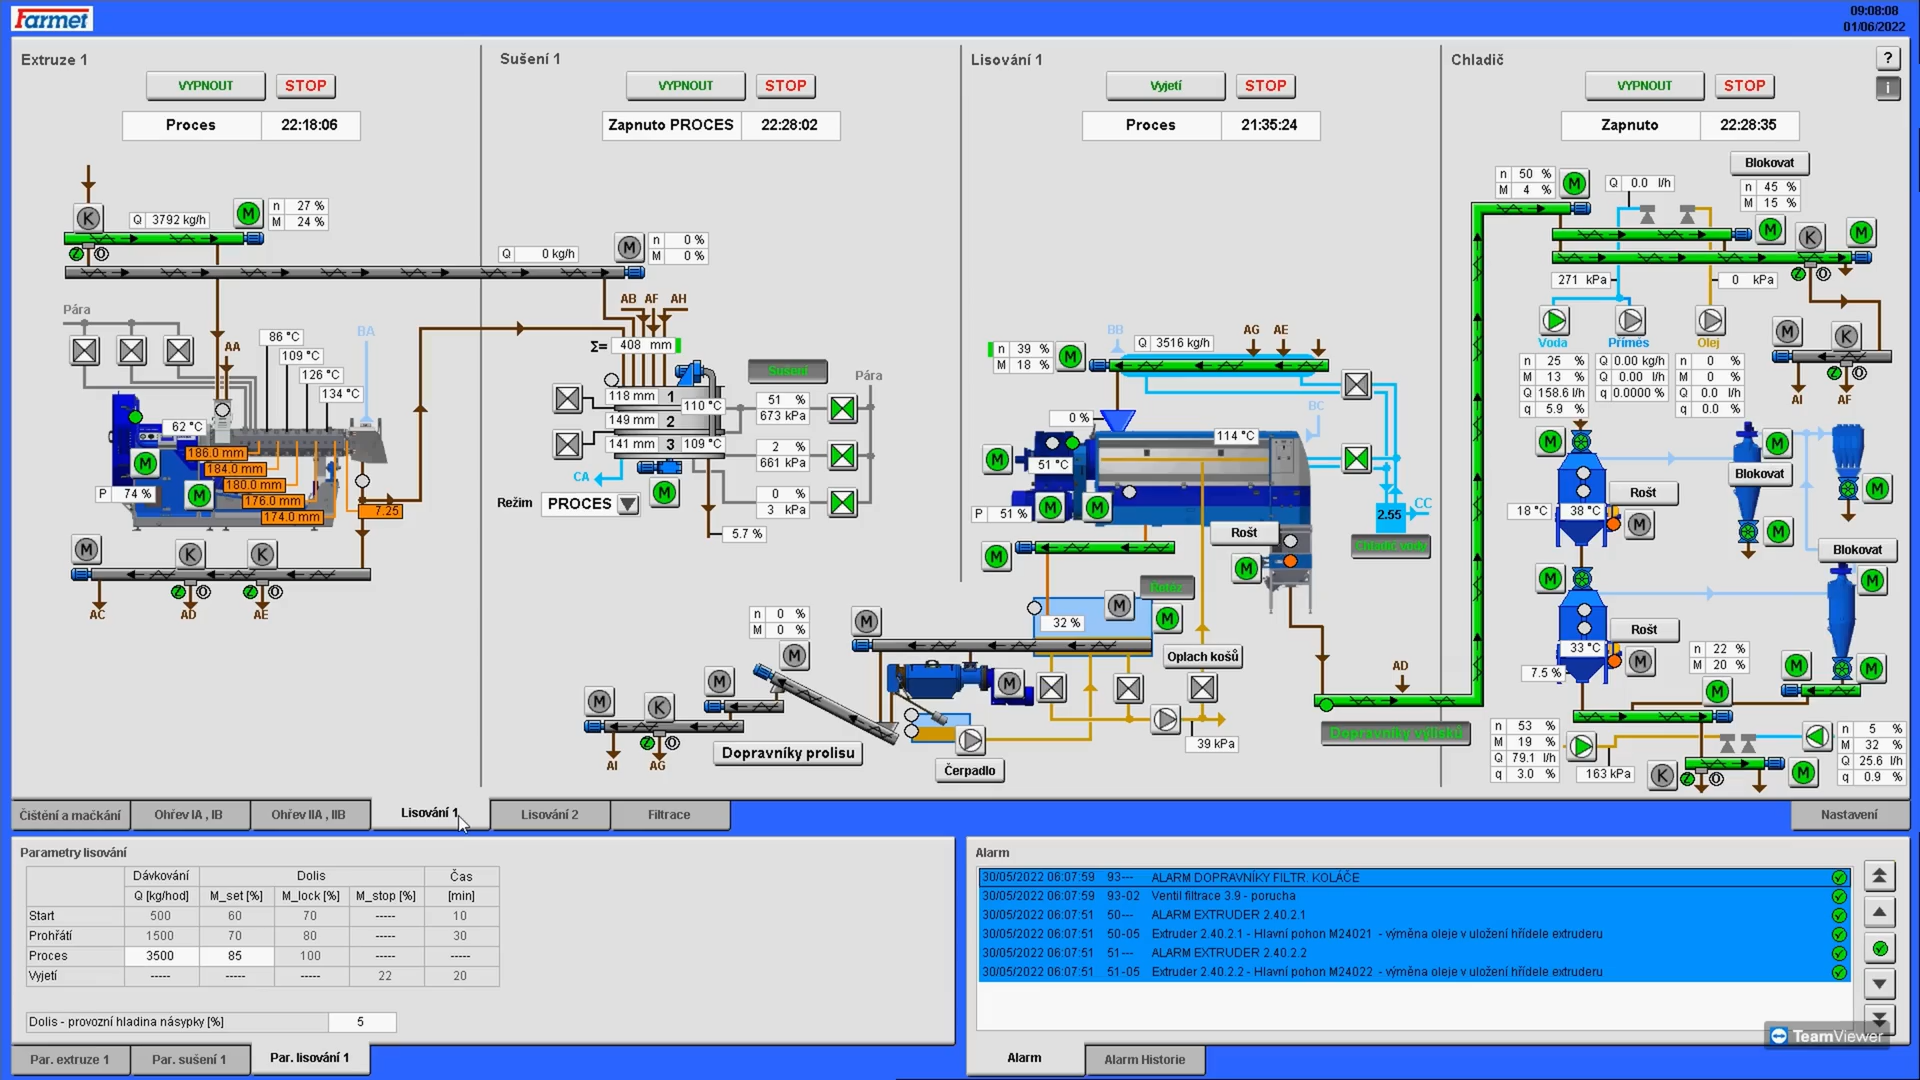 Farmet
09:08:08
01/06/2022
Extruze 1
VYPNOUT
STOP
Proces
22:18:06
Sušení 1
VYPNOUT
STOP
Zapnuto PROCES
22:28:02
Lisování 1
Vyjetí
STOP
Proces
21:35:24
Chladič
VYPNOUT
STOP
Zapnuto
22:28:35
?
i
K
Q 3792 kg/h
M
n 27 %
M 24 %
Z O
Pára
AA
86 °C
109 °C
126 °C
134 °C
BA
62 °C
186.0 mm
184.0 mm
180.0 mm
176.0 mm
174.0 mm
7.25
M
M
P 74 %
M
K
K
Z O
Z O
AC
AD
AE
Q 0 kg/h
M
n 0 %
M 0 %
AB AF AH
Σ= 408 mm
118 mm 1
149 mm 2
141 mm 3
110 °C
109 °C
Sušení
Pára
51 %
673 kPa
2 %
661 kPa
0 %
3 kPa
CA
Režim
PROCES
M
5.7 %
n 39 %
M 18 %
M
BB
Q 3516 kg/h
AG AE
0 %
BC
114 °C
51 °C
M
P 51 %
M
M
Rošt
M
M
2.55
CC
Chladič voda
Řetěz
M
M
32 %
Oplach košů
39 kPa
n 0 %
M 0 %
M
M
M
M
M
K
Z O
AI
AG
Dopravníky prolisu
Čerpadlo
AD
Dopravníky výlisků
n 50 %
M 4 %
M
Q 0.0 l/h
Blokovat
n 45 %
M 15 %
M
K
M
Z O
271 kPa
0 kPa
Voda
Příměs
Olej
n 25 %
M 13 %
Q 158.6 l/h
q 5.9 %
Q 0.00 kg/h
Q 0.00 l/h
q 0.0000 %
n 0 %
M 0 %
Q 0.0 l/h
q 0.0 %
M
K
Z O
AI
AF
M
Rošt
18 °C
38 °C
M
M
Blokovat
M
M
Blokovat
M
M
Rošt
33 °C
7.5 %
M
n 22 %
M 20 %
M
M
M
n 53 %
M 19 %
Q 79.1 l/h
q 3.0 %
163 kPa
K
Z O
M
n 5 %
M 32 %
Q 25.6 l/h
q 0.9 %
Čištění a mačkání
Ohřev IA , IB
Ohřev IIA , IIB
Lisování 1
Lisování 2
Filtrace
Nastavení
Parametry lisování
Dávkování Dolis Čas
Q [kg/hod] M_set [%] M_lock [%] M_stop [%] [min]
Start 500 60 70 ----- 10
Prohřátí 1500 70 80 ----- 30
Proces 3500 85 100 ----- -----
Vyjetí ----- ----- ----- 22 20
Dolis - provozní hladina násypky [%] 5
Par. extruze 1
Par. sušení 1
Par. lisování 1
Alarm
30/05/2022 06:07:59 93--- ALARM DOPRAVNÍKY FILTR. KOLÁČE
30/05/2022 06:07:59 93-02 Ventil filtrace 3.9 - porucha
30/05/2022 06:07:51 50--- ALARM EXTRUDER 2.40.2.1
30/05/2022 06:07:51 50-05 Extruder 2.40.2.1 - Hlavní pohon M24021 - výměna oleje v uložení hřídele extruderu
30/05/2022 06:07:51 51--- ALARM EXTRUDER 2.40.2.2
30/05/2022 06:07:51 51-05 Extruder 2.40.2.2 - Hlavní pohon M24022 - výměna oleje v uložení hřídele extruderu
Alarm
Alarm Historie
TeamViewer